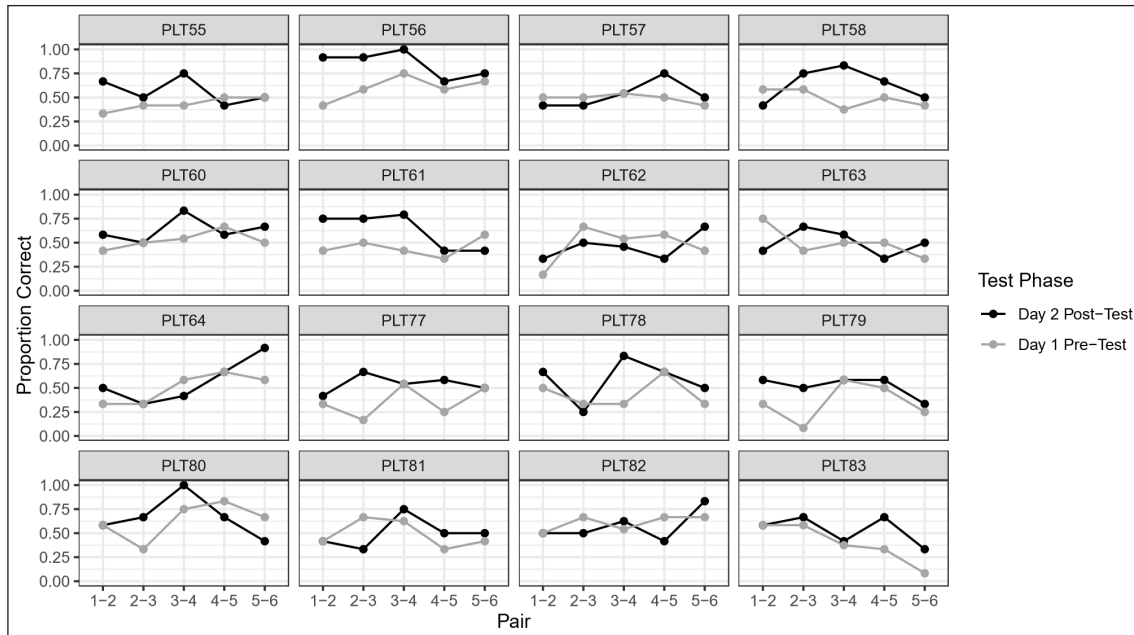 PLT55 PLT56 PLT57 PLT58
1.00
0.75
0.50
0.25
0.00
PLT60 PLT61 PLT62 PLT63
1.00
0.75
0.50
0.25
0.00
PLT64 PLT77 PLT78 PLT79
1.00
0.75
0.50
0.25
0.00
PLT80 PLT81 PLT82 PLT83
1.00
0.75
0.50
0.25
0.00
1−2 2−3 3−4 4−5 5−6 1−2 2−3 3−4 4−5 5−6 1−2 2−3 3−4 4−5 5−6 1−2 2−3 3−4 4−5 5−6
Pair
Proportion Correct
Test Phase
Day 2 Post−Test
Day 1 Pre−Test